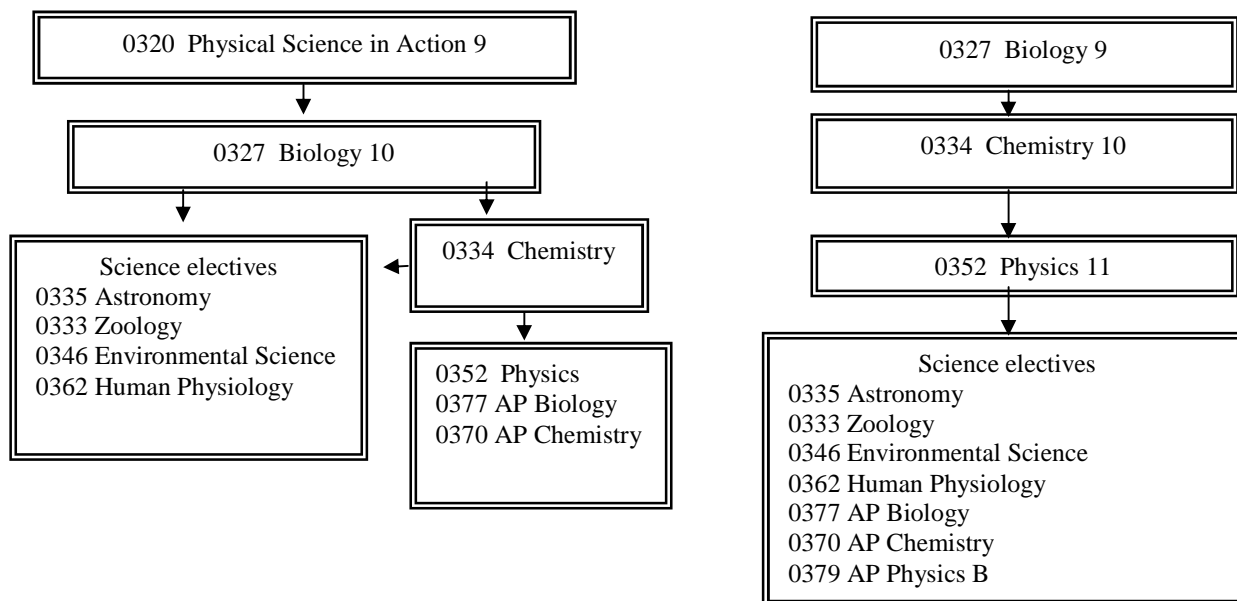 0320 Physical Science in Action 9
0327 Biology 10
Science electives
0335 Astronomy
0333 Zoology
0346 Environmental Science
0362 Human Physiology
0334 Chemistry
0352 Physics
0377 AP Biology
0370 AP Chemistry
0327 Biology 9
0334 Chemistry 10
0352 Physics 11
Science electives
0335 Astronomy
0333 Zoology
0346 Environmental Science
0362 Human Physiology
0377 AP Biology
0370 AP Chemistry
0379 AP Physics B